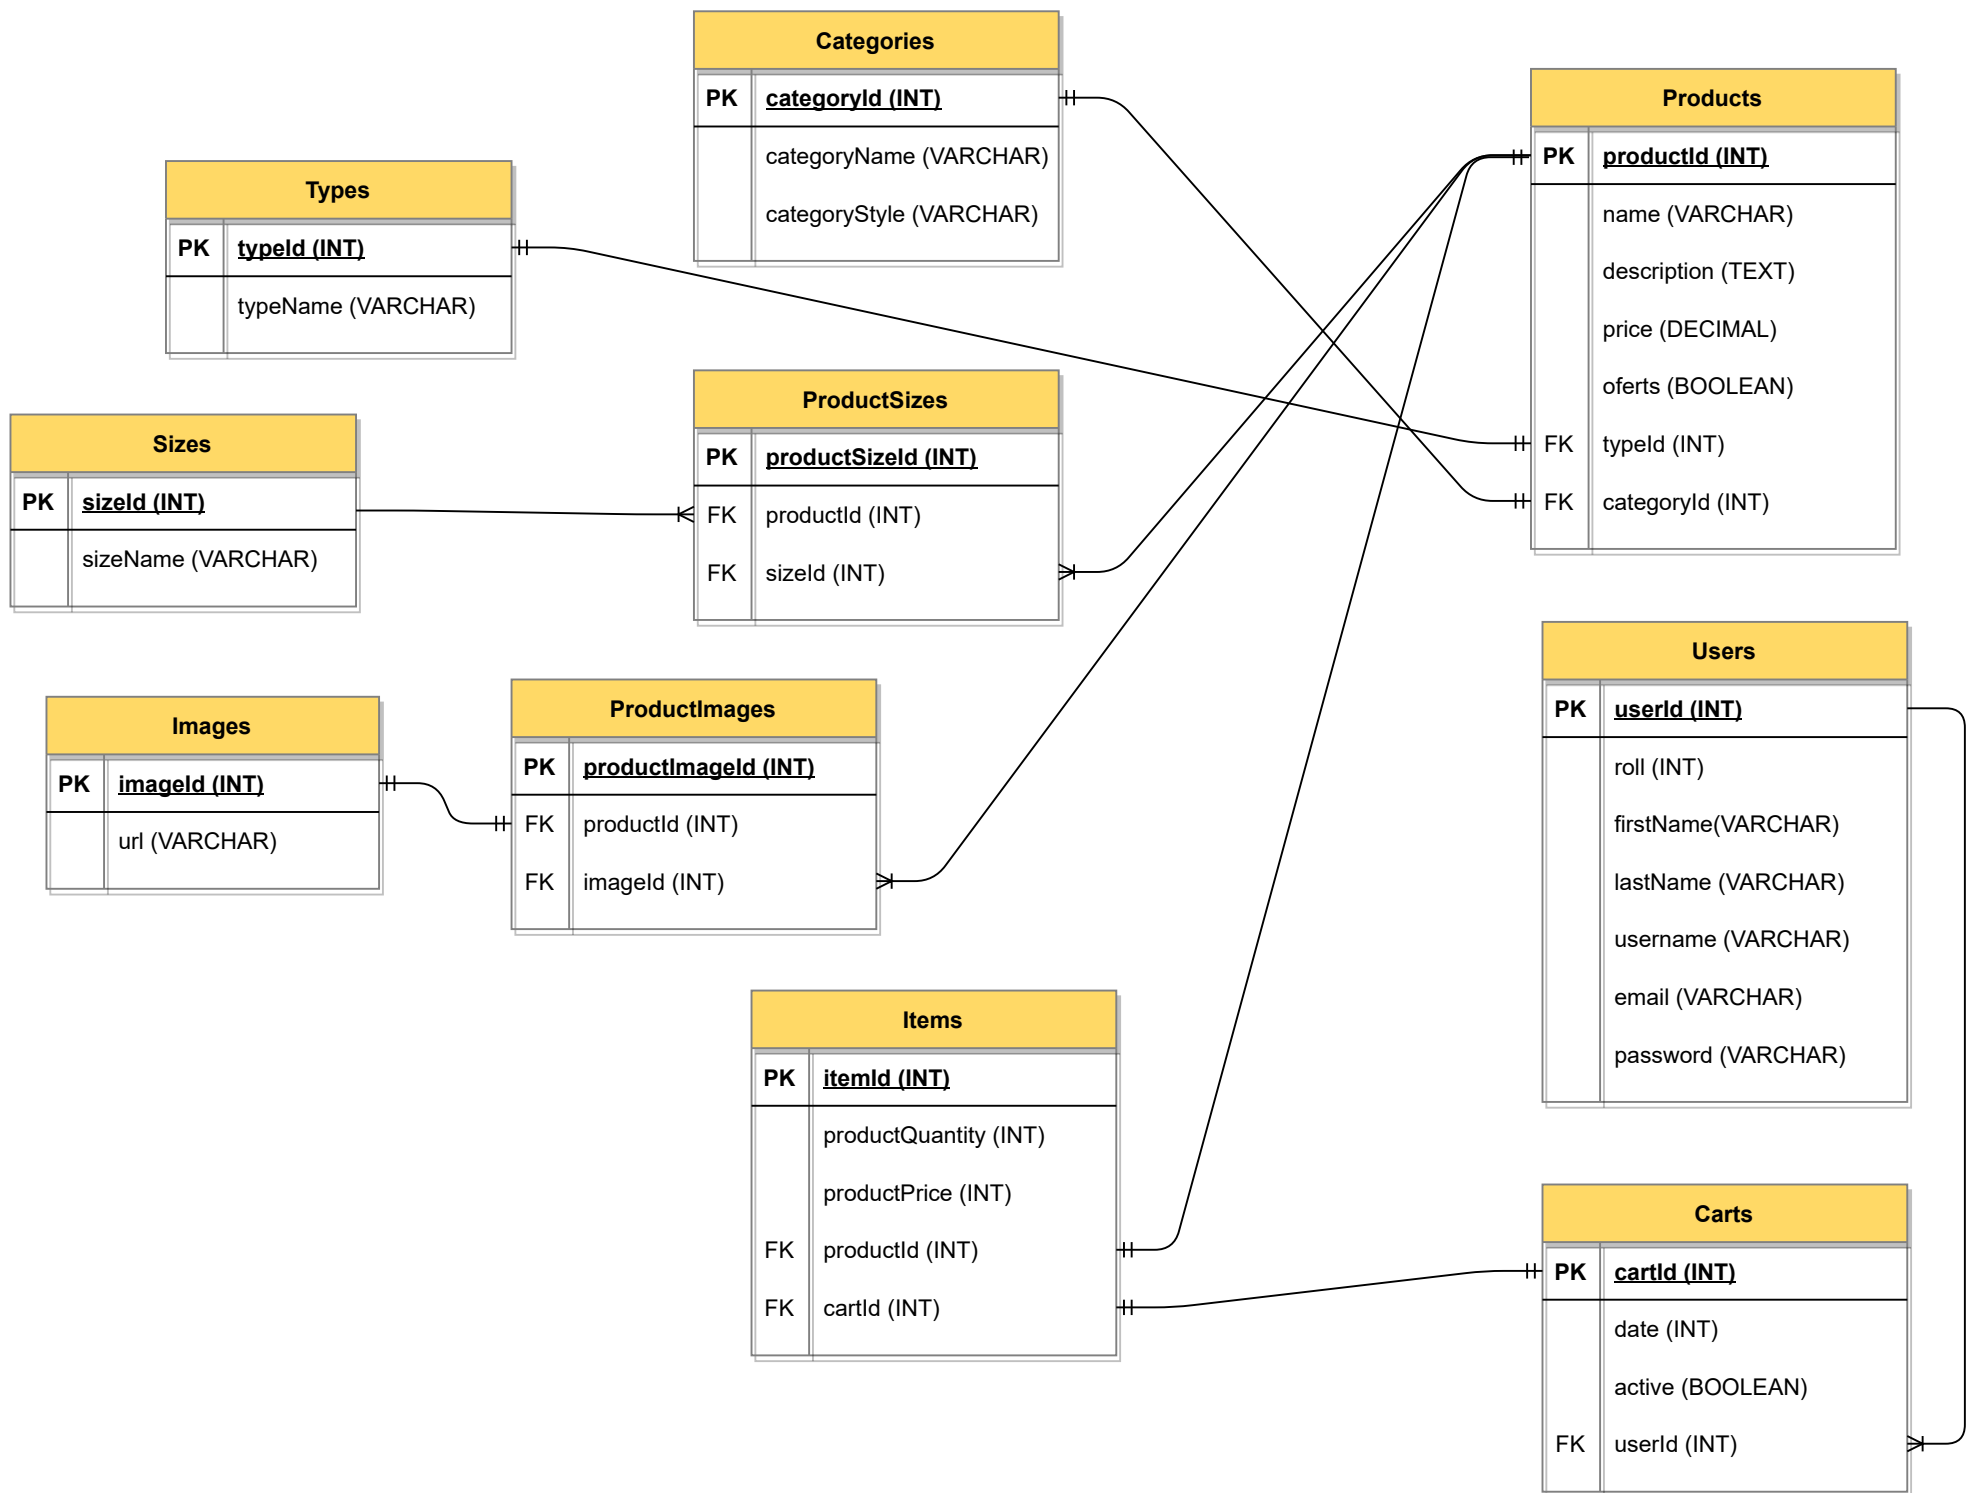 Categories
PK categoryId (INT)
categoryName (VARCHAR)
categoryStyle (VARCHAR)
Products
PK productId (INT)
name (VARCHAR)
description (TEXT)
price (DECIMAL)
oferts (BOOLEAN)
FK typeId (INT)
FK categoryId (INT)
Types
PK typeId (INT)
typeName (VARCHAR)
ProductSizes
PK productSizeId (INT)
FK productId (INT)
FK sizeId (INT)
Sizes
PK sizeId (INT)
sizeName (VARCHAR)
Users
PK userId (INT)
roll (INT)
firstName(VARCHAR)
lastName (VARCHAR)
username (VARCHAR)
email (VARCHAR)
password (VARCHAR)
ProductImages
PK productImageId (INT)
FK productId (INT)
FK imageId (INT)
Images
PK imageId (INT)
url (VARCHAR)
Items
PK itemId (INT)
productQuantity (INT)
productPrice (INT)
FK productId (INT)
FK cartId (INT)
Carts
PK cartId (INT)
date (INT)
active (BOOLEAN)
FK userId (INT)